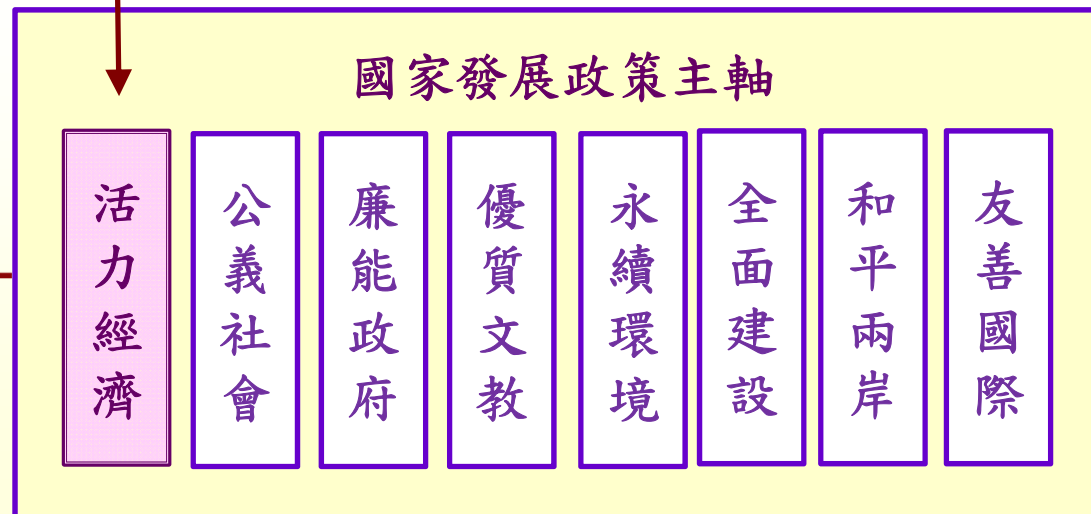 國家發展政策主軸
活力經濟
公義社會
廉能政府
優質文教
永續環境
全面建設
和平兩岸
友善國際